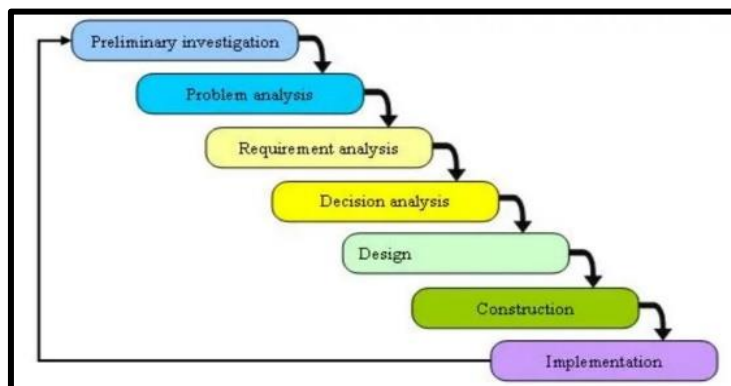 Preliminary investigation
Problem analysis
Requirement analysis
Decision analysis
Design
Construction
Implementation